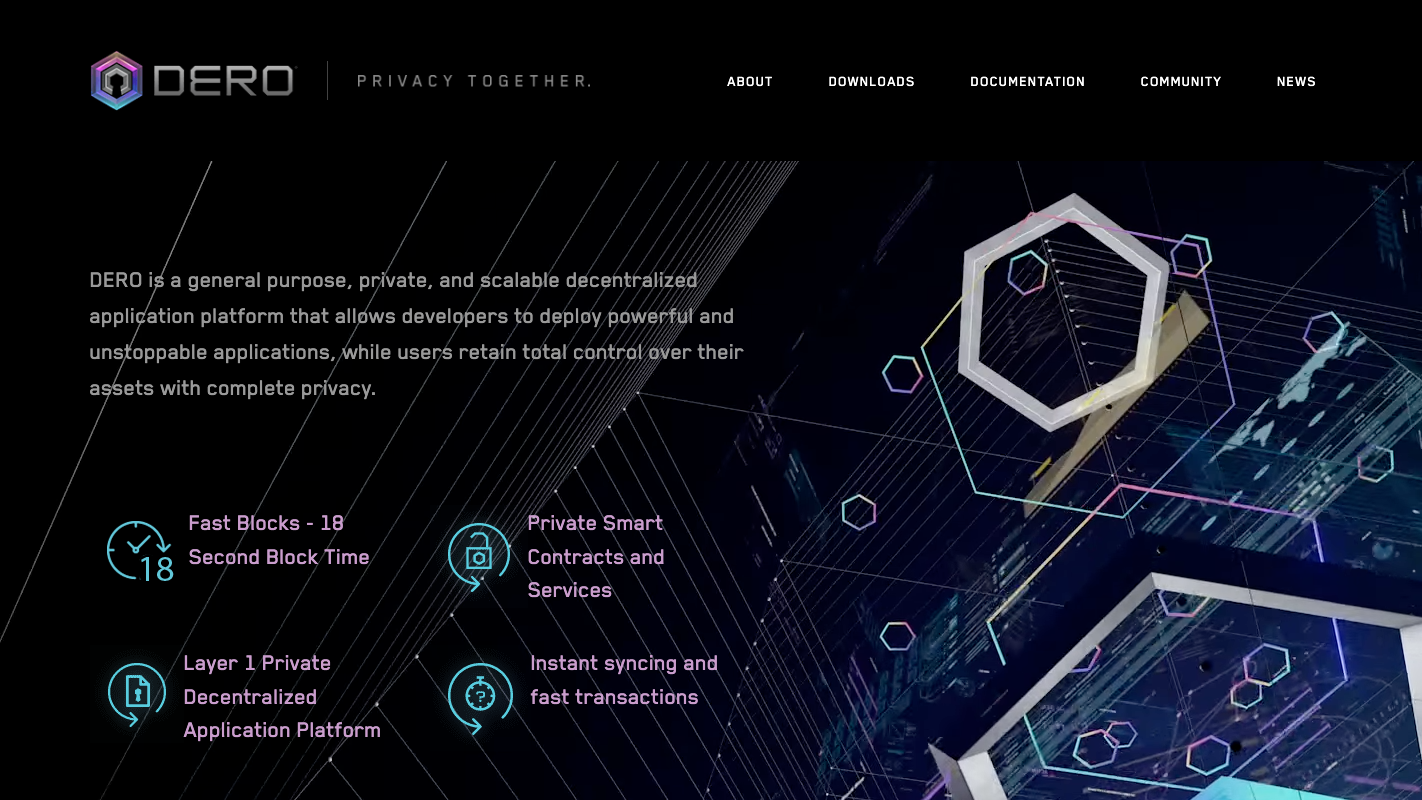 DERO
PRIVACY TOGETHER.
ABOUT
DOWNLOADS
DOCUMENTATION
COMMUNITY
NEWS
DERO is a general purpose, private, and scalable decentralized
application platform that allows developers to deploy powerful and
unstoppable applications, while users retain total control over their
assets with complete privacy.
18
Fast Blocks - 18
Second Block Time
Private Smart
Contracts and
Services
Layer 1 Private
Decentralized
Application Platform
?
Instant syncing and
fast transactions